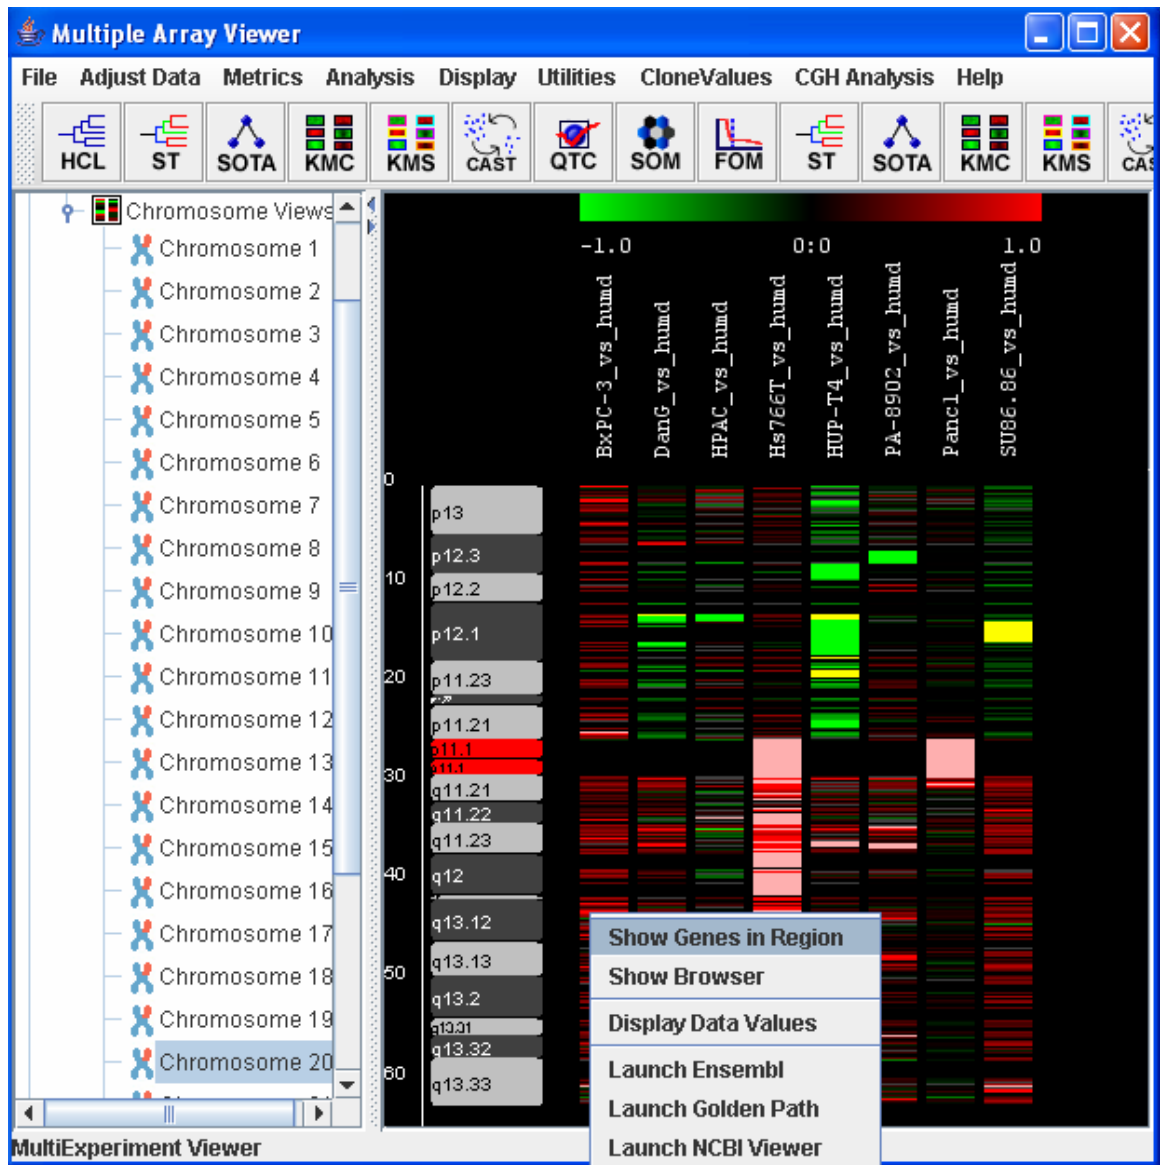 Multiple Array Viewer
File Adjust Data Metrics Analysis Display Utilities CloneValues CGH Analysis Help
HCL ST SOTA KMC KMS CAST QTC SOM FOM ST SOTA KMC KMS CAS
Chromosome Views
Chromosome 1
Chromosome 2
Chromosome 3
Chromosome 4
Chromosome 5
Chromosome 6
Chromosome 7
Chromosome 8
Chromosome 9
Chromosome 10
Chromosome 11
Chromosome 12
Chromosome 13
Chromosome 14
Chromosome 15
Chromosome 16
Chromosome 17
Chromosome 18
Chromosome 19
Chromosome 20
-1.0 0:0 1.0
BxPC-3_vs_humd
DanG_vs_humd
HPAC_vs_humd
Hs766T_vs_humd
HUP-T4_vs_humd
PA-8902_vs_humd
Panc1_vs_humd
SU86.86_vs_humd
0
p13
p12.3
10
p12.2
p12.1
20
p11.23
p11.21
p11.1
q11.1
30
q11.21
q11.22
q11.23
40
q12
q13.12
q13.13
50
q13.2
q13.31
q13.32
60
q13.33
Show Genes in Region
Show Browser
Display Data Values
Launch Ensembl
Launch Golden Path
Launch NCBI Viewer
MultiExperiment Viewer